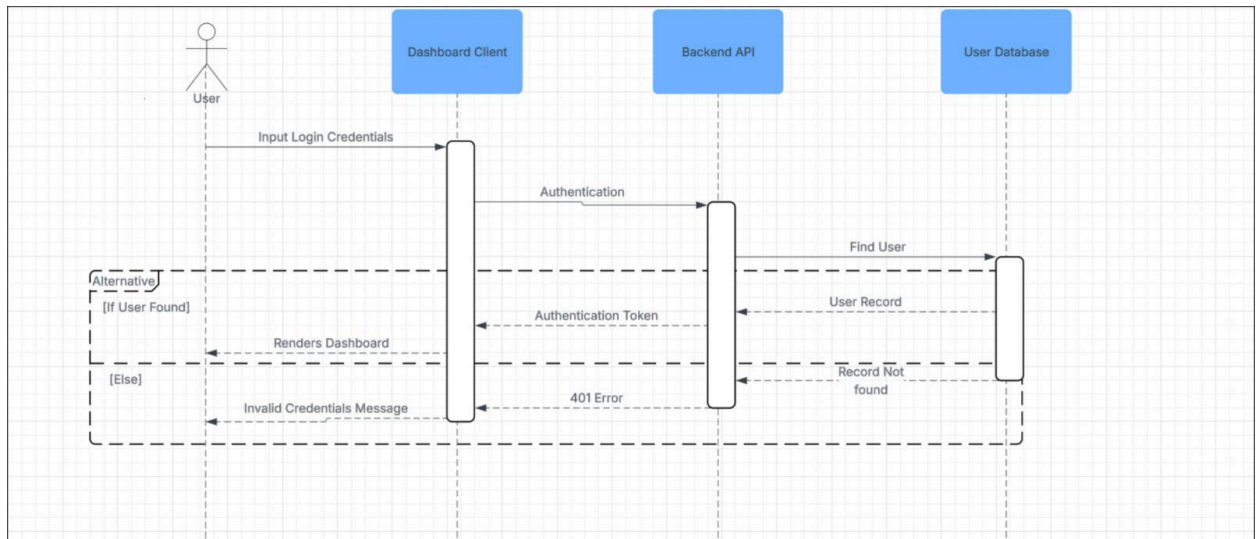 User
Dashboard Client
Backend API
User Database
Input Login Credentials
Authentication
Find User
Alternative
[If User Found]
User Record
Authentication Token
Renders Dashboard
[Else]
Record Not
found
401 Error
Invalid Credentials Message